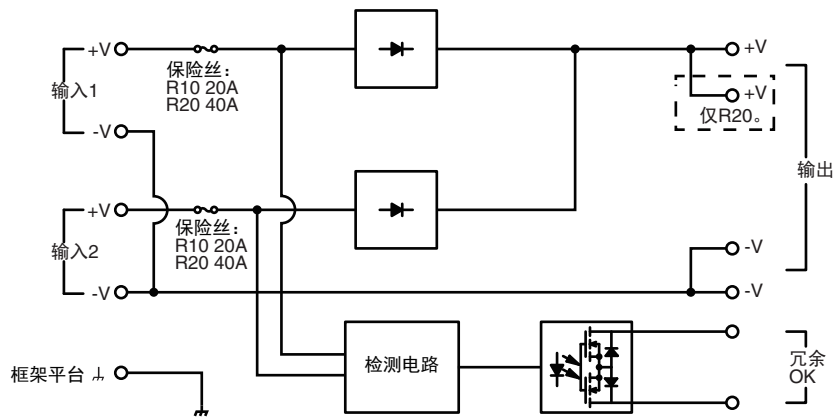 输入1
+V
-V
保险丝：
R10 20A
R20 40A
+V
+V
仅R20。
输入2
+V
-V
保险丝：
R10 20A
R20 40A
输出
-V
-V
框架平台
检测电路
冗余
OK